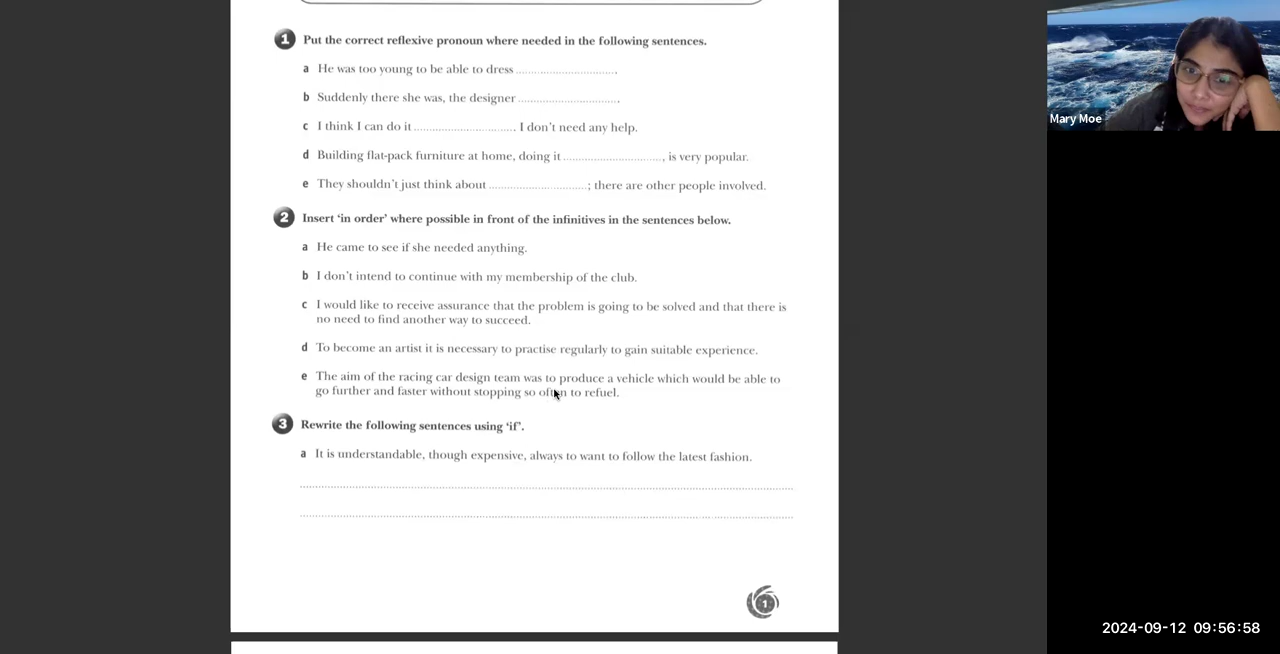 1 Put the correct reflexive pronoun where needed in the following sentences.
a He was too young to be able to dress ..............................
b Suddenly there she was, the designer ..............................
c I think I can do it .............................. I don't need any help.
d Building flat-pack furniture at home, doing it .............................., is very popular.
e They shouldn't just think about ..............................; there are other people involved.
2 Insert 'in order' where possible in front of the infinitives in the sentences below.
a He came to see if she needed anything.
b I don't intend to continue with my membership of the club.
c I would like to receive assurance that the problem is going to be solved and that there is
no need to find another way to succeed.
d To become an artist it is necessary to practise regularly to gain suitable experience.
e The aim of the racing car design team was to produce a vehicle which would be able to
go further and faster without stopping so often to refuel.
3 Rewrite the following sentences using 'if'.
a It is understandable, though expensive, always to want to follow the latest fashion.
1
Mary Moe
2024-09-12 09:56:58